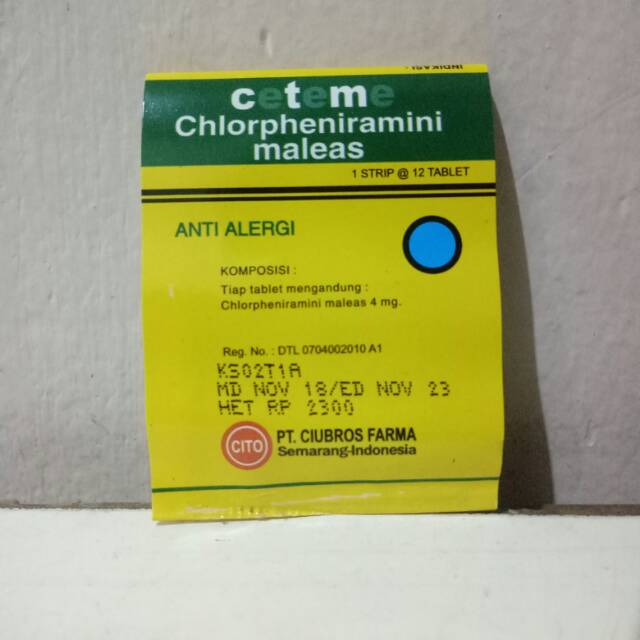 INDIKASI :
ceteme
Chlorpheniramini
maleas
1 STRIP @ 12 TABLET
ANTI ALERGI
KOMPOSISI :
Tiap tablet mengandung :
Chlorpheniramini maleas 4 mg.
Reg. No. : DTL 0704002010 A1
KS02T1A
MD NOV 18/ED NOV 23
HET RP 2300
CITO
PT. CIUBROS FARMA
Semarang-Indonesia